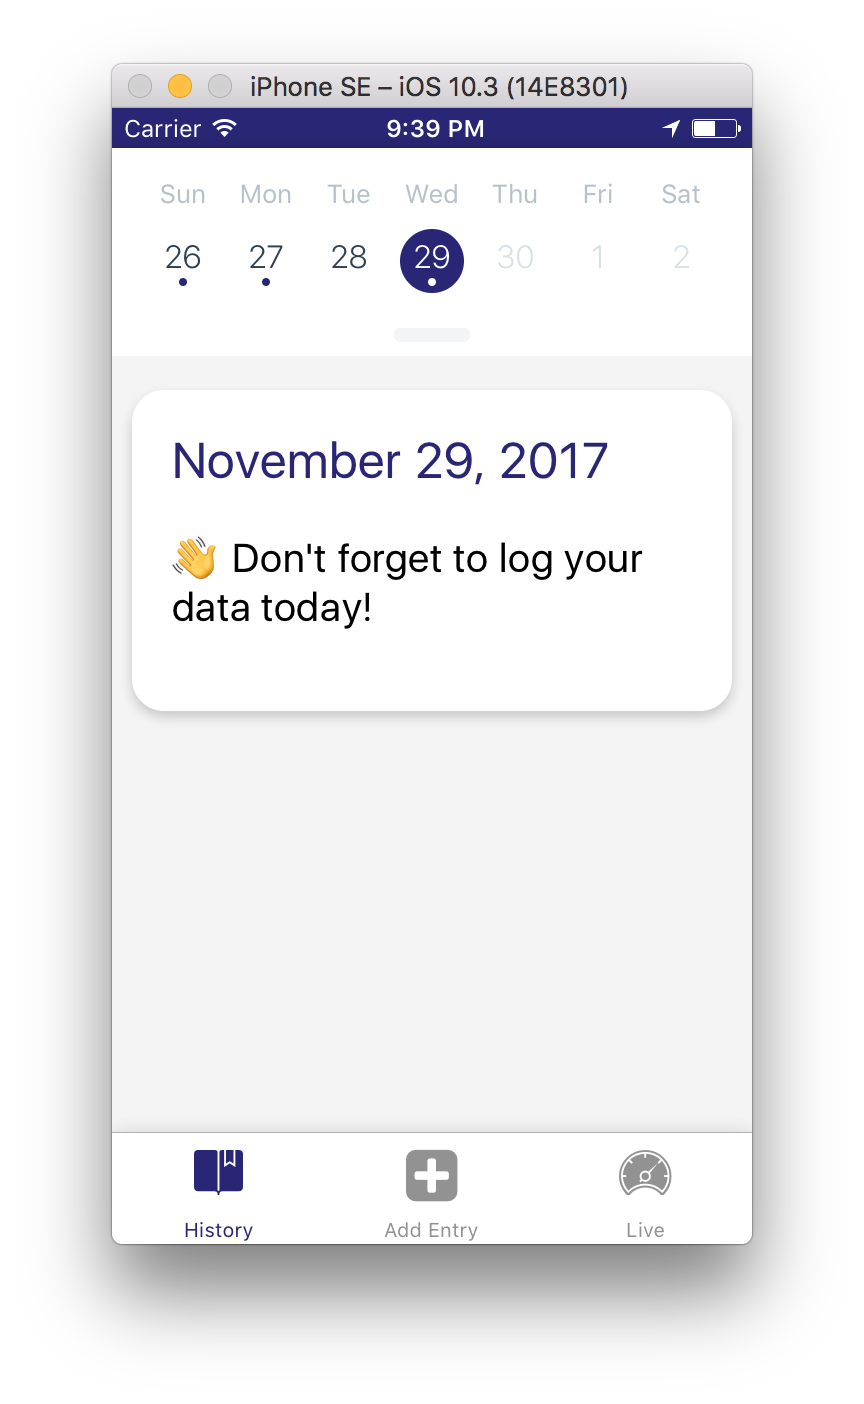 iPhone SE – iOS 10.3 (14E8301)
Carrier 9:39 PM
Sun Mon Tue Wed Thu Fri Sat
26 27 28 29 30 1 2
November 29, 2017
👋 Don't forget to log your
data today!
History Add Entry Live